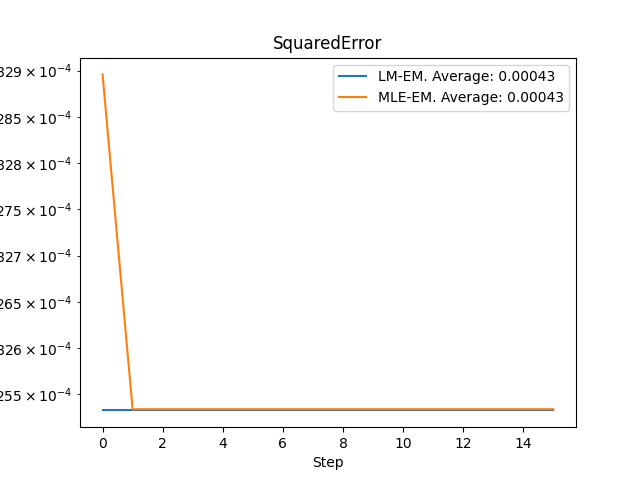 SquaredError
329 × 10⁻⁴
LM-EM. Average: 0.00043
MLE-EM. Average: 0.00043
285 × 10⁻⁴
328 × 10⁻⁴
275 × 10⁻⁴
327 × 10⁻⁴
265 × 10⁻⁴
326 × 10⁻⁴
255 × 10⁻⁴
0 2 4 6 8 10 12 14
Step